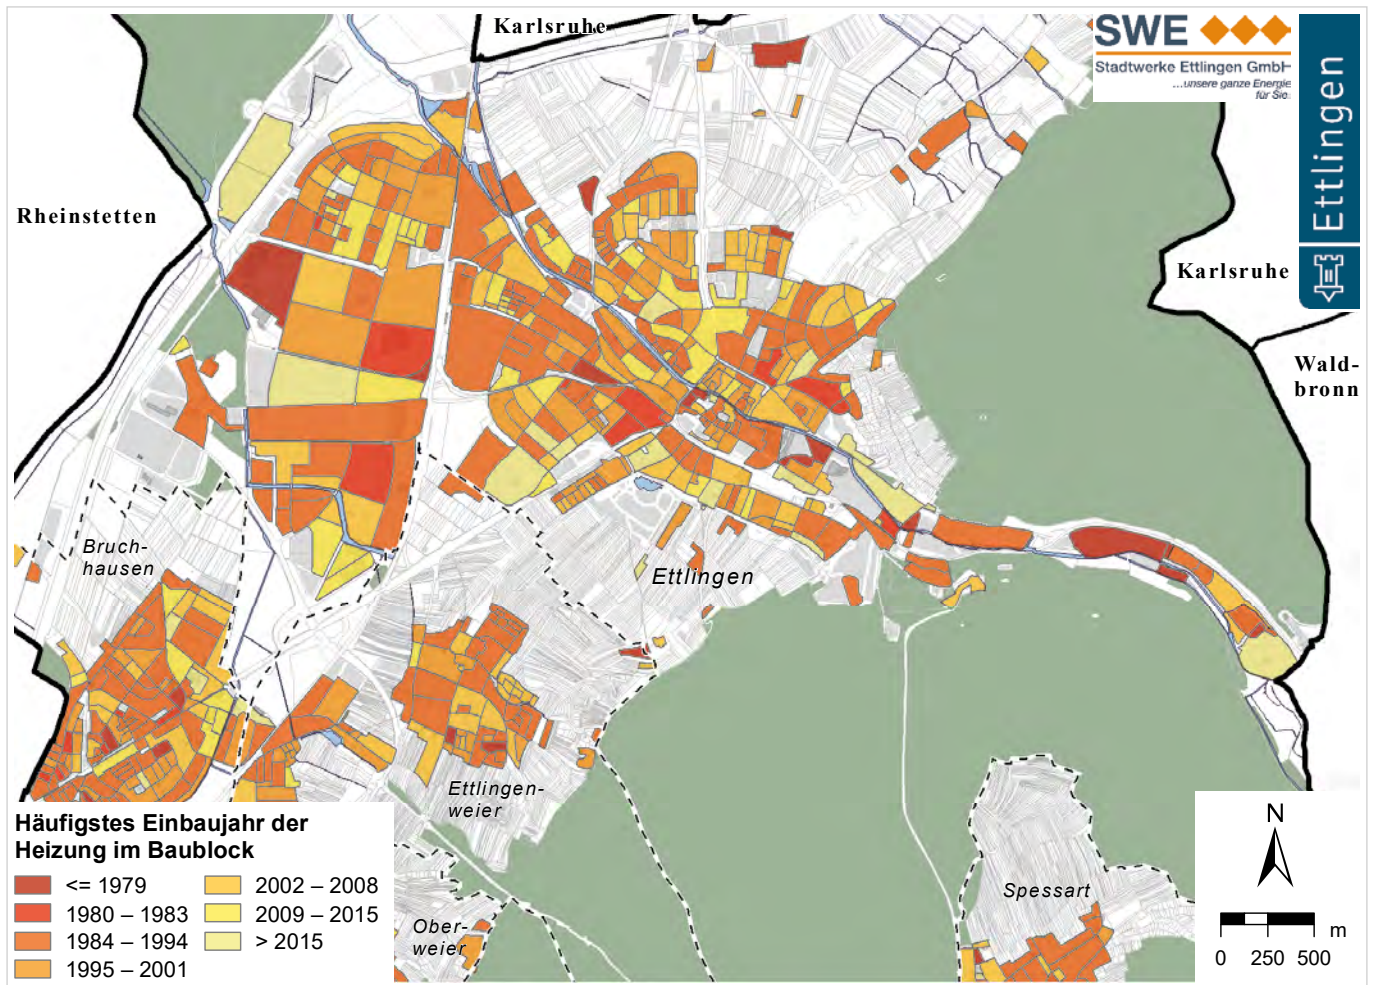 Karlsruhe
SWE
Stadtwerke Ettlingen GmbH
...unsere ganze Energie
für Sie.
Ettlingen
Rheinstetten
Karlsruhe
Wald-
bronn
Bruch-
hausen
Ettlingen
Ettlingen-
weier
Ober-
weier
Spessart
Häufigstes Einbaujahr der
Heizung im Baublock
<= 1979
1980 – 1983
1984 – 1994
1995 – 2001
2002 – 2008
2009 – 2015
> 2015
N
m
0 250 500